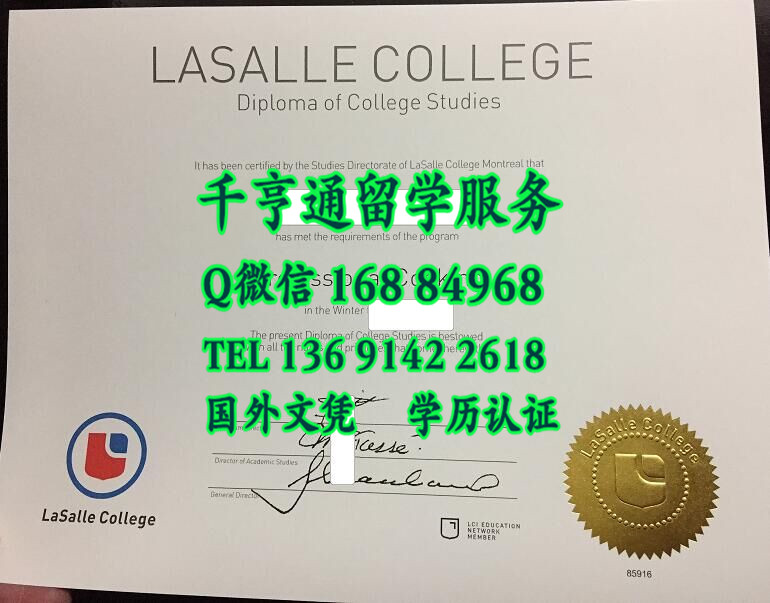 LASALLE COLLEGE
Diploma of College Studies
It has been certified by the Studies Directorate of LaSalle College Montreal that
千亨通留学服务
has met the requirements of the program
Q微信 168 84968
in the Winter
The present Diploma of College Studies is bestowed
TEL 136 9142 2618
国外文凭 学历认证
Director of Academic Studies
General Director
LaSalle College
LaSalle College
LCI EDUCATION
NETWORK
MEMBER
85916